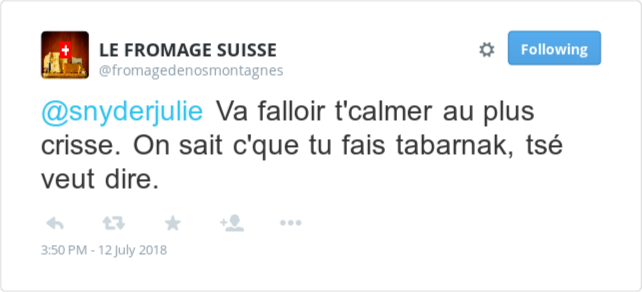 LE FROMAGE SUISSE
@fromagedenosmontagnes
Following
@snyderjulie Va falloir t'calmer au plus
crisse. On sait c'que tu fais tabarnak, tsé
veut dire.
3:50 PM - 12 July 2018